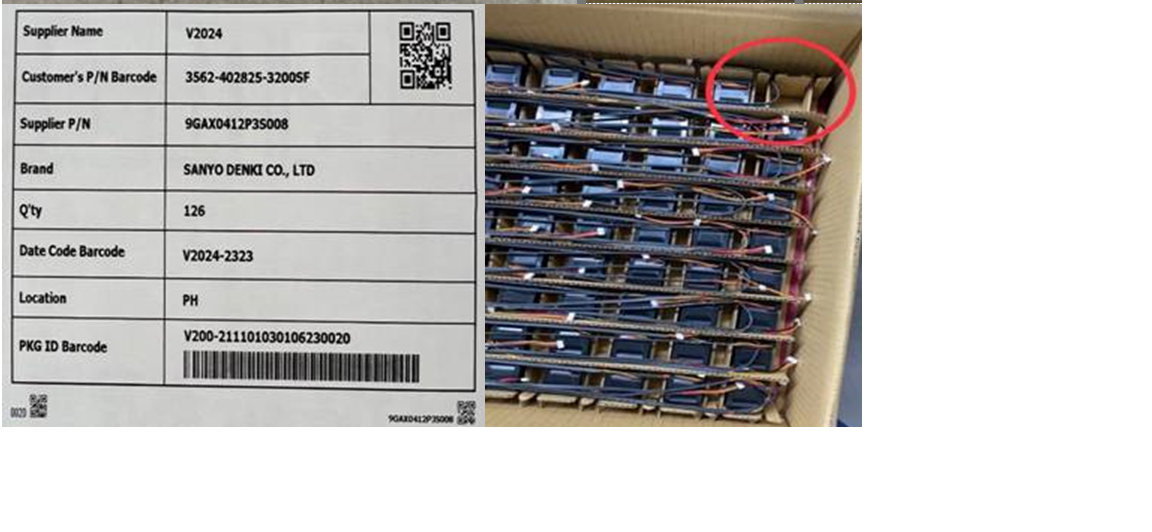 Supplier Name V2024
Customer's P/N Barcode 3562-402825-3200SF
Supplier P/N 9GAX0412P3S008
Brand SANYO DENKI CO., LTD
Q'ty 126
Date Code Barcode V2024-2323
Location PH
PKG ID Barcode V200-211101030106230020
0020
9GAX0412P3S008